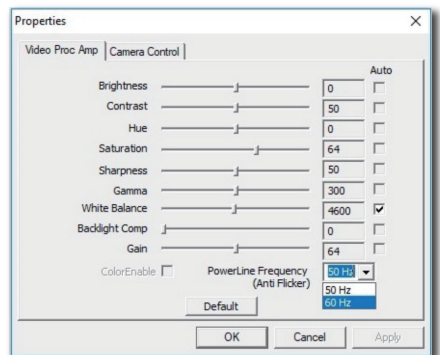 Properties
Video Proc Amp Camera Control
Auto
Brightness 0
Contrast 50
Hue 0
Saturation 64
Sharpness 50
Gamma 300
White Balance 4600
Backlight Comp 0
Gain 64
ColorEnable PowerLine Frequency 50 Hz
(Anti Flicker)
50 Hz
60 Hz
Default
OK Cancel Apply